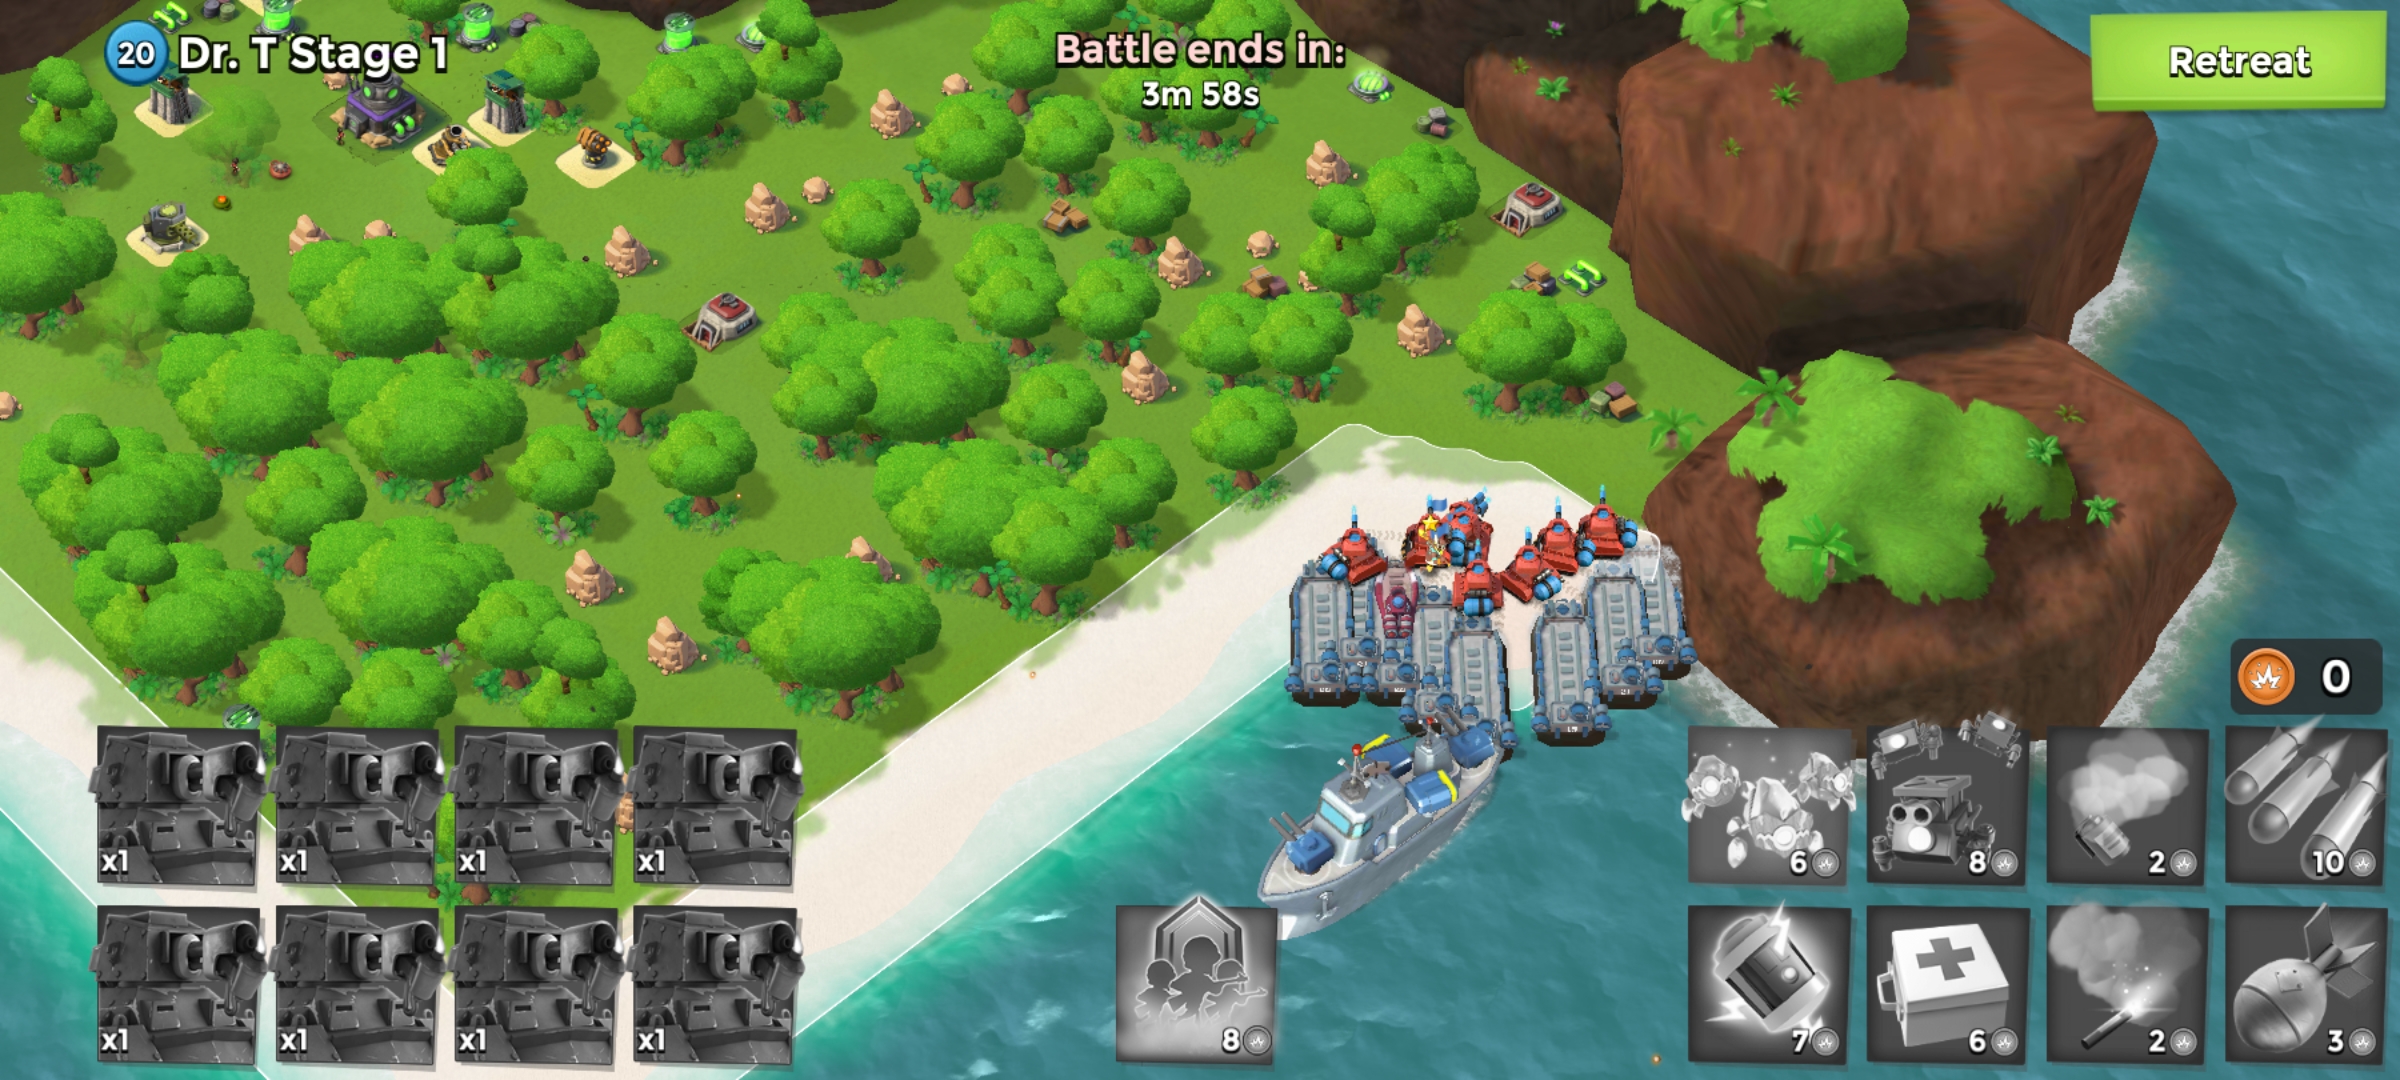 20 Dr. T Stage 1
Battle ends in:
3m 58s
Retreat
0
x1 x1 x1 x1
6 8 2 10
x1 x1 x1 x1
8
7 6 2 3